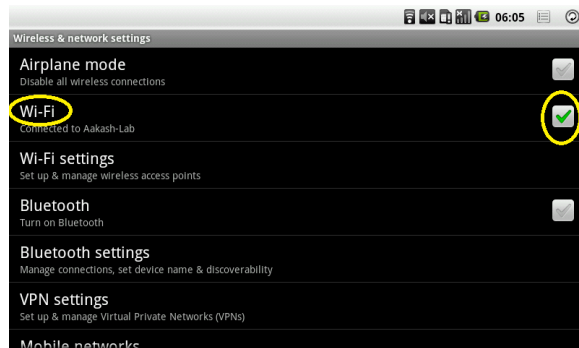 06:05
Wireless & network settings
Airplane mode
Disable all wireless connections
Wi-Fi
Connected to Aakash-Lab
Wi-Fi settings
Set up & manage wireless access points
Bluetooth
Turn on Bluetooth
Bluetooth settings
Manage connections, set device name & discoverability
VPN settings
Set up & manage Virtual Private Networks (VPNs)
Mobile networks